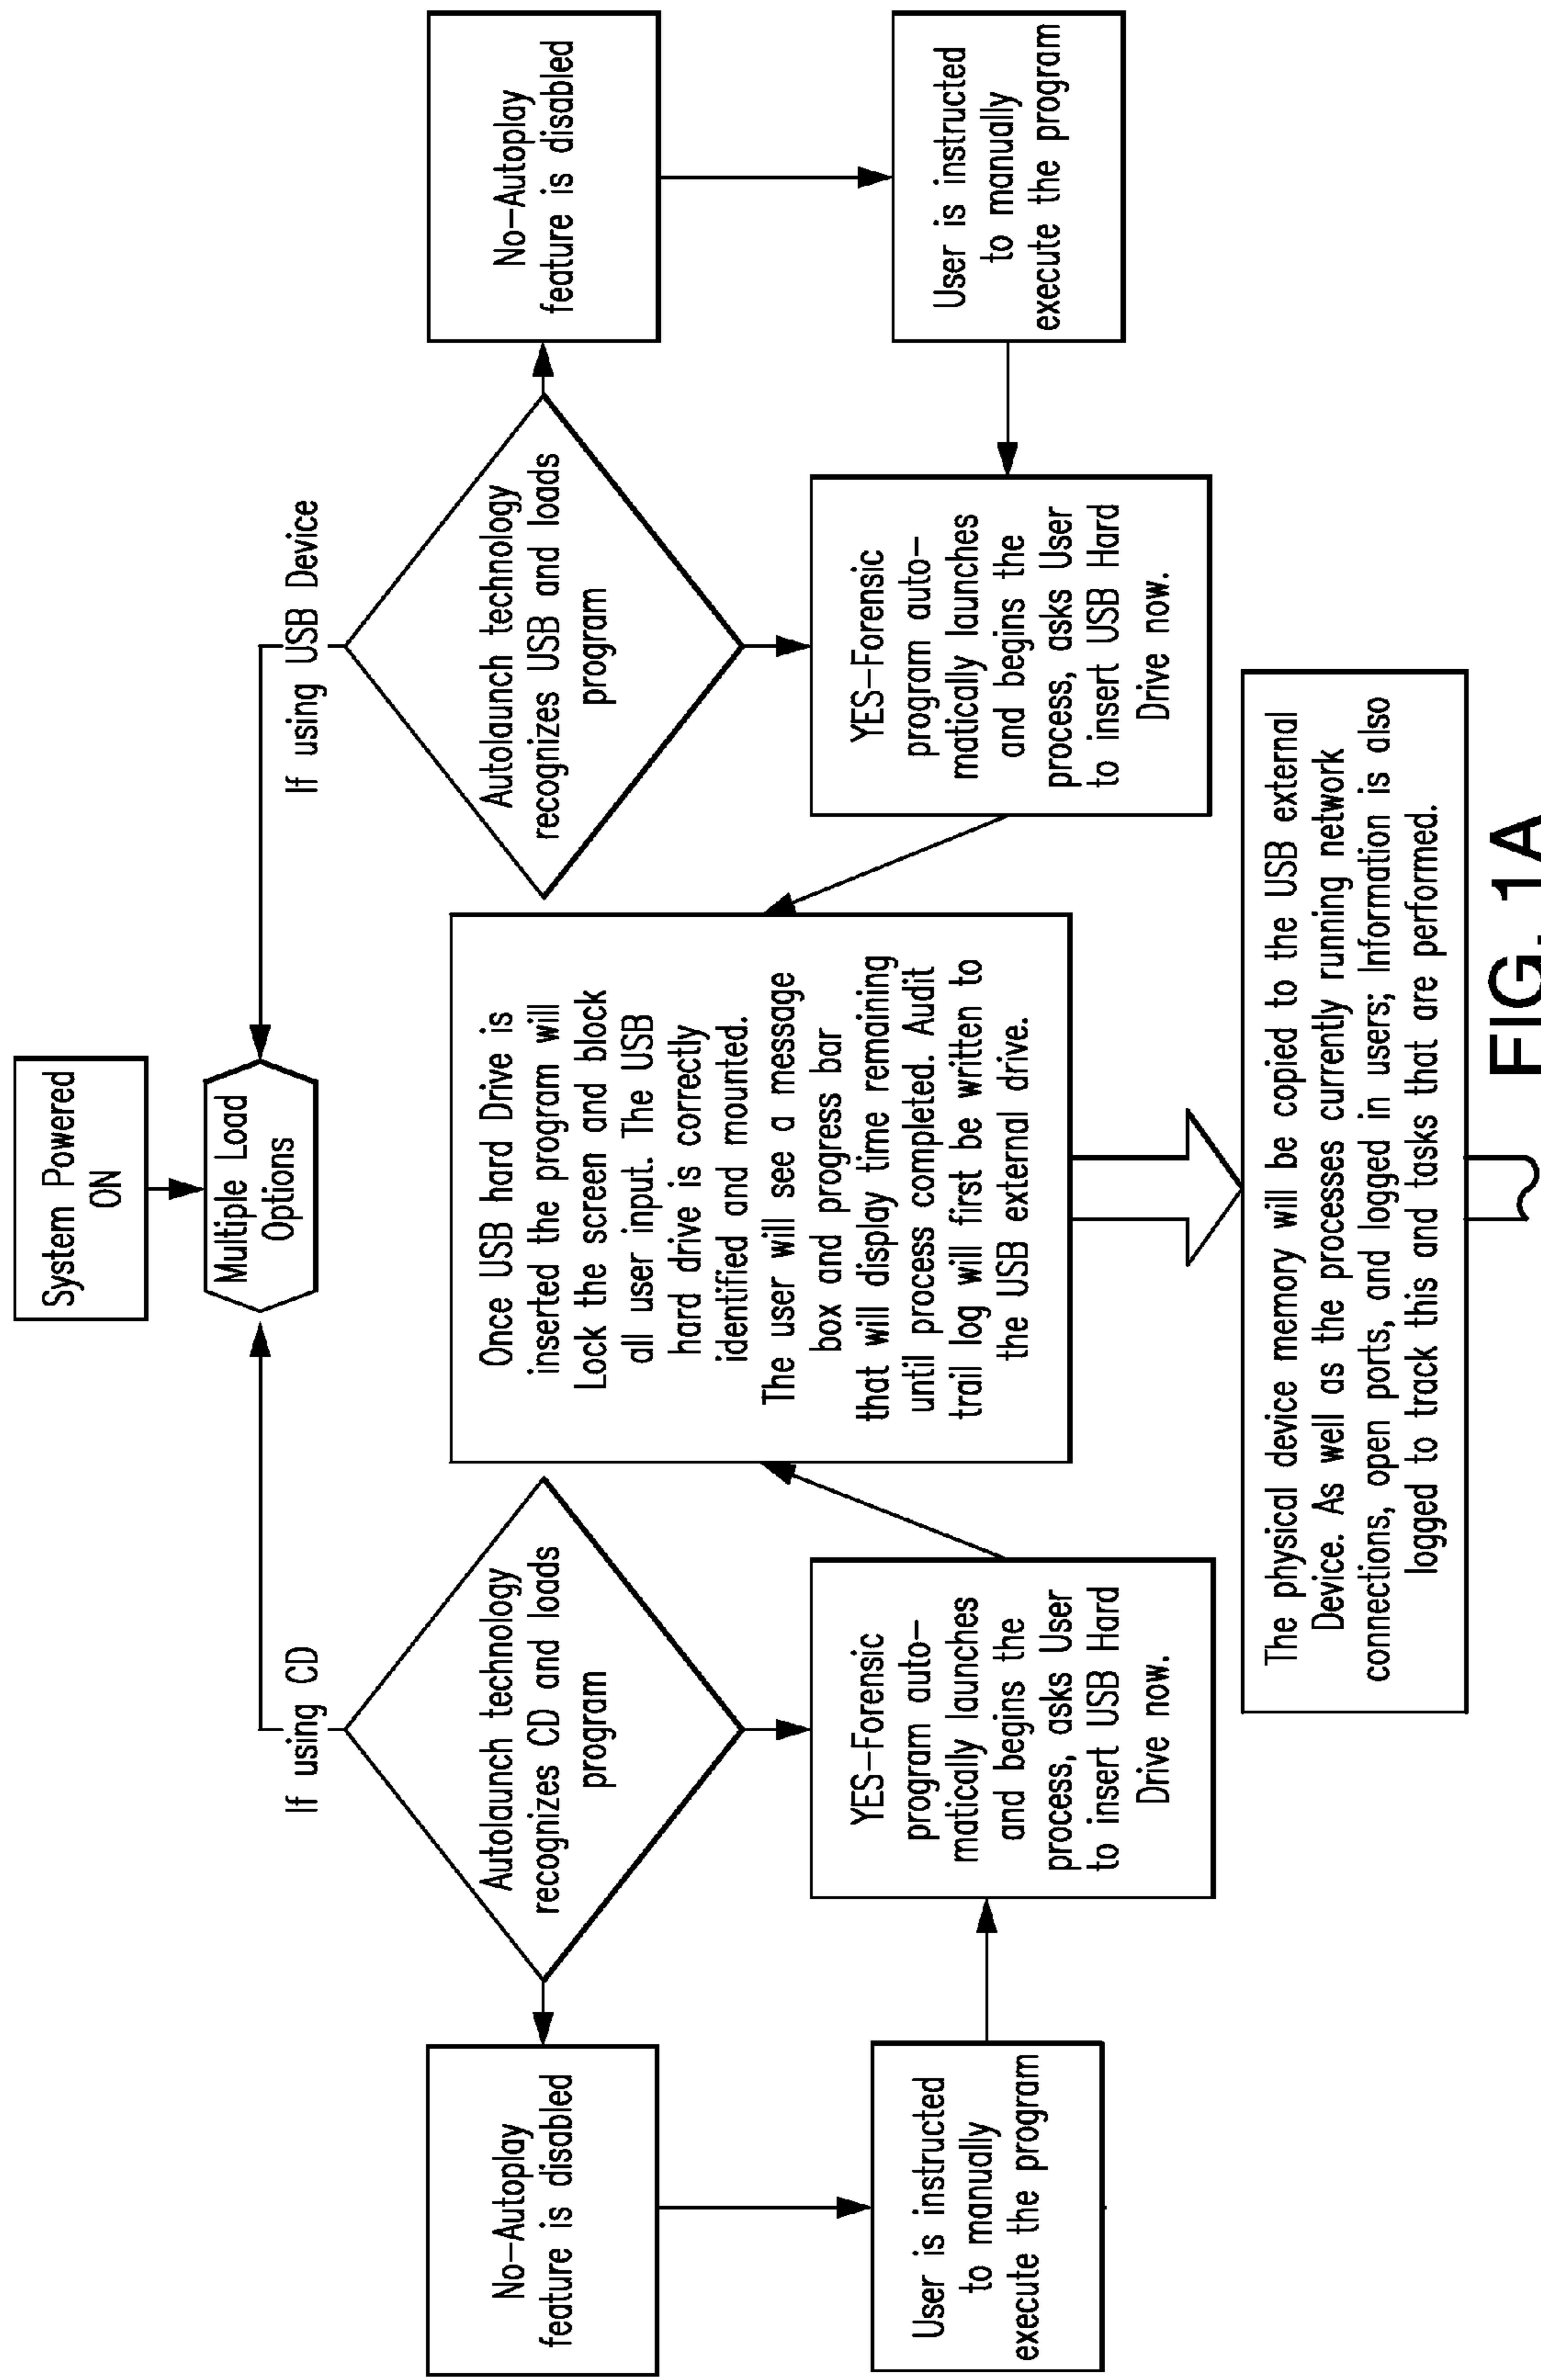 System Powered
ON
Multiple Load
Options
If using CD
If using USB Device
No-Autoplay
feature is disabled
Autolaunch technology
recognizes CD and loads
program
Once USB hard Drive is
inserted the program will
Lock the screen and block
all user input. The USB
hard drive is correctly
identified and mounted.
The user will see a message
box and progress bar
that will display time remaining
until process completed. Audit
trail log will first be written to
the USB external drive.
Autolaunch technology
recognizes USB and loads
program
No-Autoplay
feature is disabled
User is instructed
to manually
execute the program
YES-Forensic
program auto-
matically launches
and begins the
process, asks User
to insert USB Hard
Drive now.
YES-Forensic
program auto-
matically launches
and begins the
process, asks User
to insert USB Hard
Drive now.
User is instructed
to manually
execute the program
The physical device memory will be copied to the USB external
Device. As well as the processes currently running network
connections, open ports, and logged in users; Information is also
logged to track this and tasks that are performed.
FIG. 1A